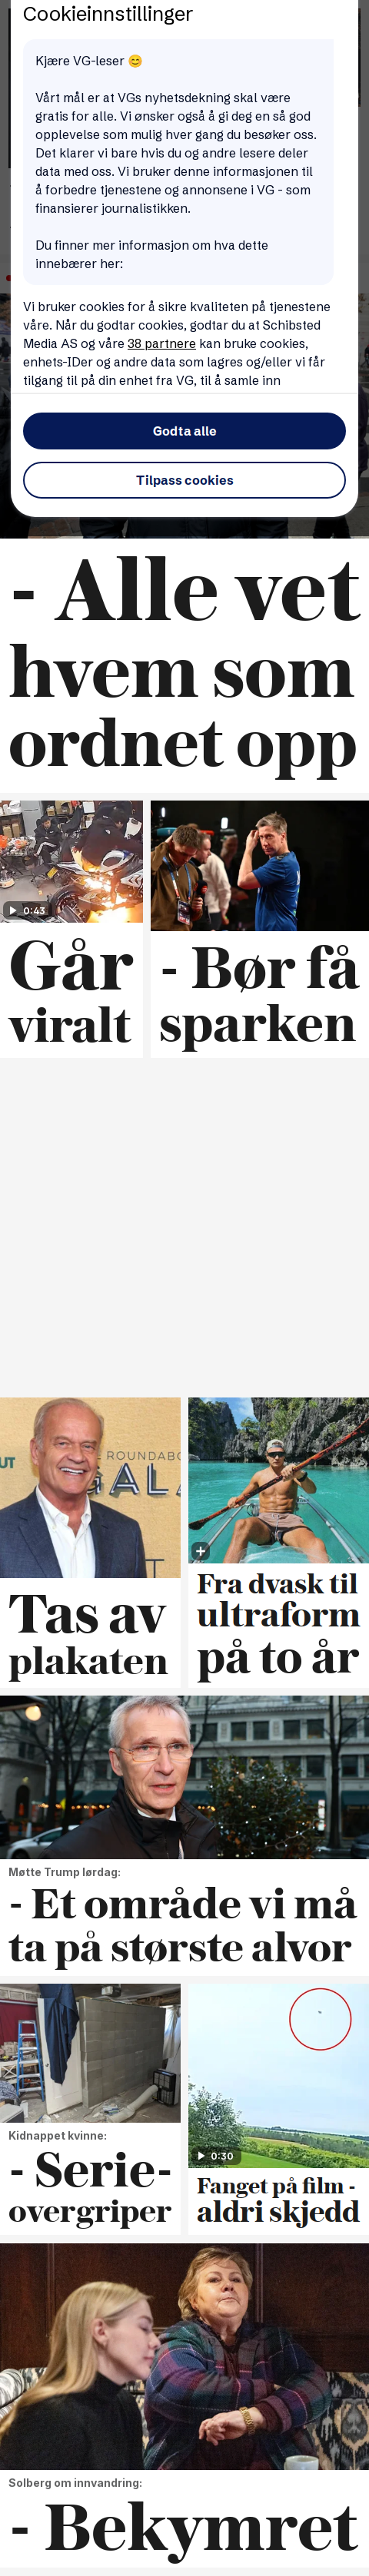 Cookieinnstillinger
Kjære VG-leser 😊
Vårt mål er at VGs nyhetsdekning skal være
gratis for alle. Vi ønsker også å gi deg en så god
opplevelse som mulig hver gang du besøker oss.
Det klarer vi bare hvis du og andre lesere deler
data med oss. Vi bruker denne informasjonen til
å forbedre tjenestene og annonsene i VG - som
finansierer journalistikken.
Du finner mer informasjon om hva dette
innebærer her:
Vi bruker cookies for å sikre kvaliteten på tjenestene
våre. Når du godtar cookies, godtar du at Schibsted
Media AS og våre 38 partnere kan bruke cookies,
enhets-IDer og andre data som lagres og/eller vi får
tilgang til på din enhet fra VG, til å samle inn
Godta alle
Tilpass cookies
- Alle vet
hvem som
ordnet opp
0:43
Går
viralt
- Bør få
sparken
UT
E ROUNDABO
GALA
Tas av
plakaten
Fra dvask til
ultraform
på to år
Møtte Trump lørdag:
- Et område vi må
ta på største alvor
Kidnappet kvinne:
- Serie-
overgriper
0:30
Fanget på film -
aldri skjedd
Solberg om innvandring:
- Bekymret